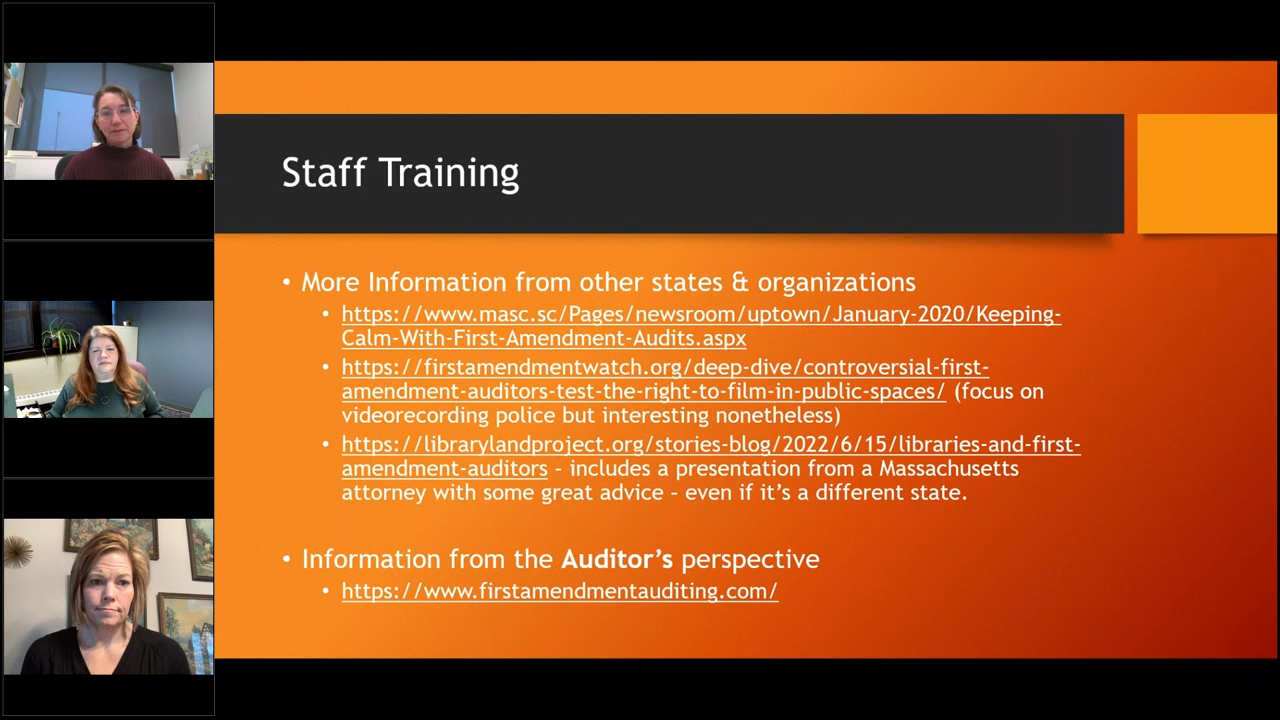 Staff Training
• More Information from other states & organizations
• https://www.masc.sc/Pages/newsroom/uptown/January-2020/Keeping-
Calm-With-First-Amendment-Audits.aspx
• https://firstamendmentwatch.org/deep-dive/controversial-first-
amendment-auditors-test-the-right-to-film-in-public-spaces/ (focus on
videorecording police but interesting nonetheless)
• https://librarylandproject.org/stories-blog/2022/6/15/libraries-and-first-
amendment-auditors – includes a presentation from a Massachusetts
attorney with some great advice – even if it’s a different state.
• Information from the Auditor’s perspective
• https://www.firstamendmentauditing.com/